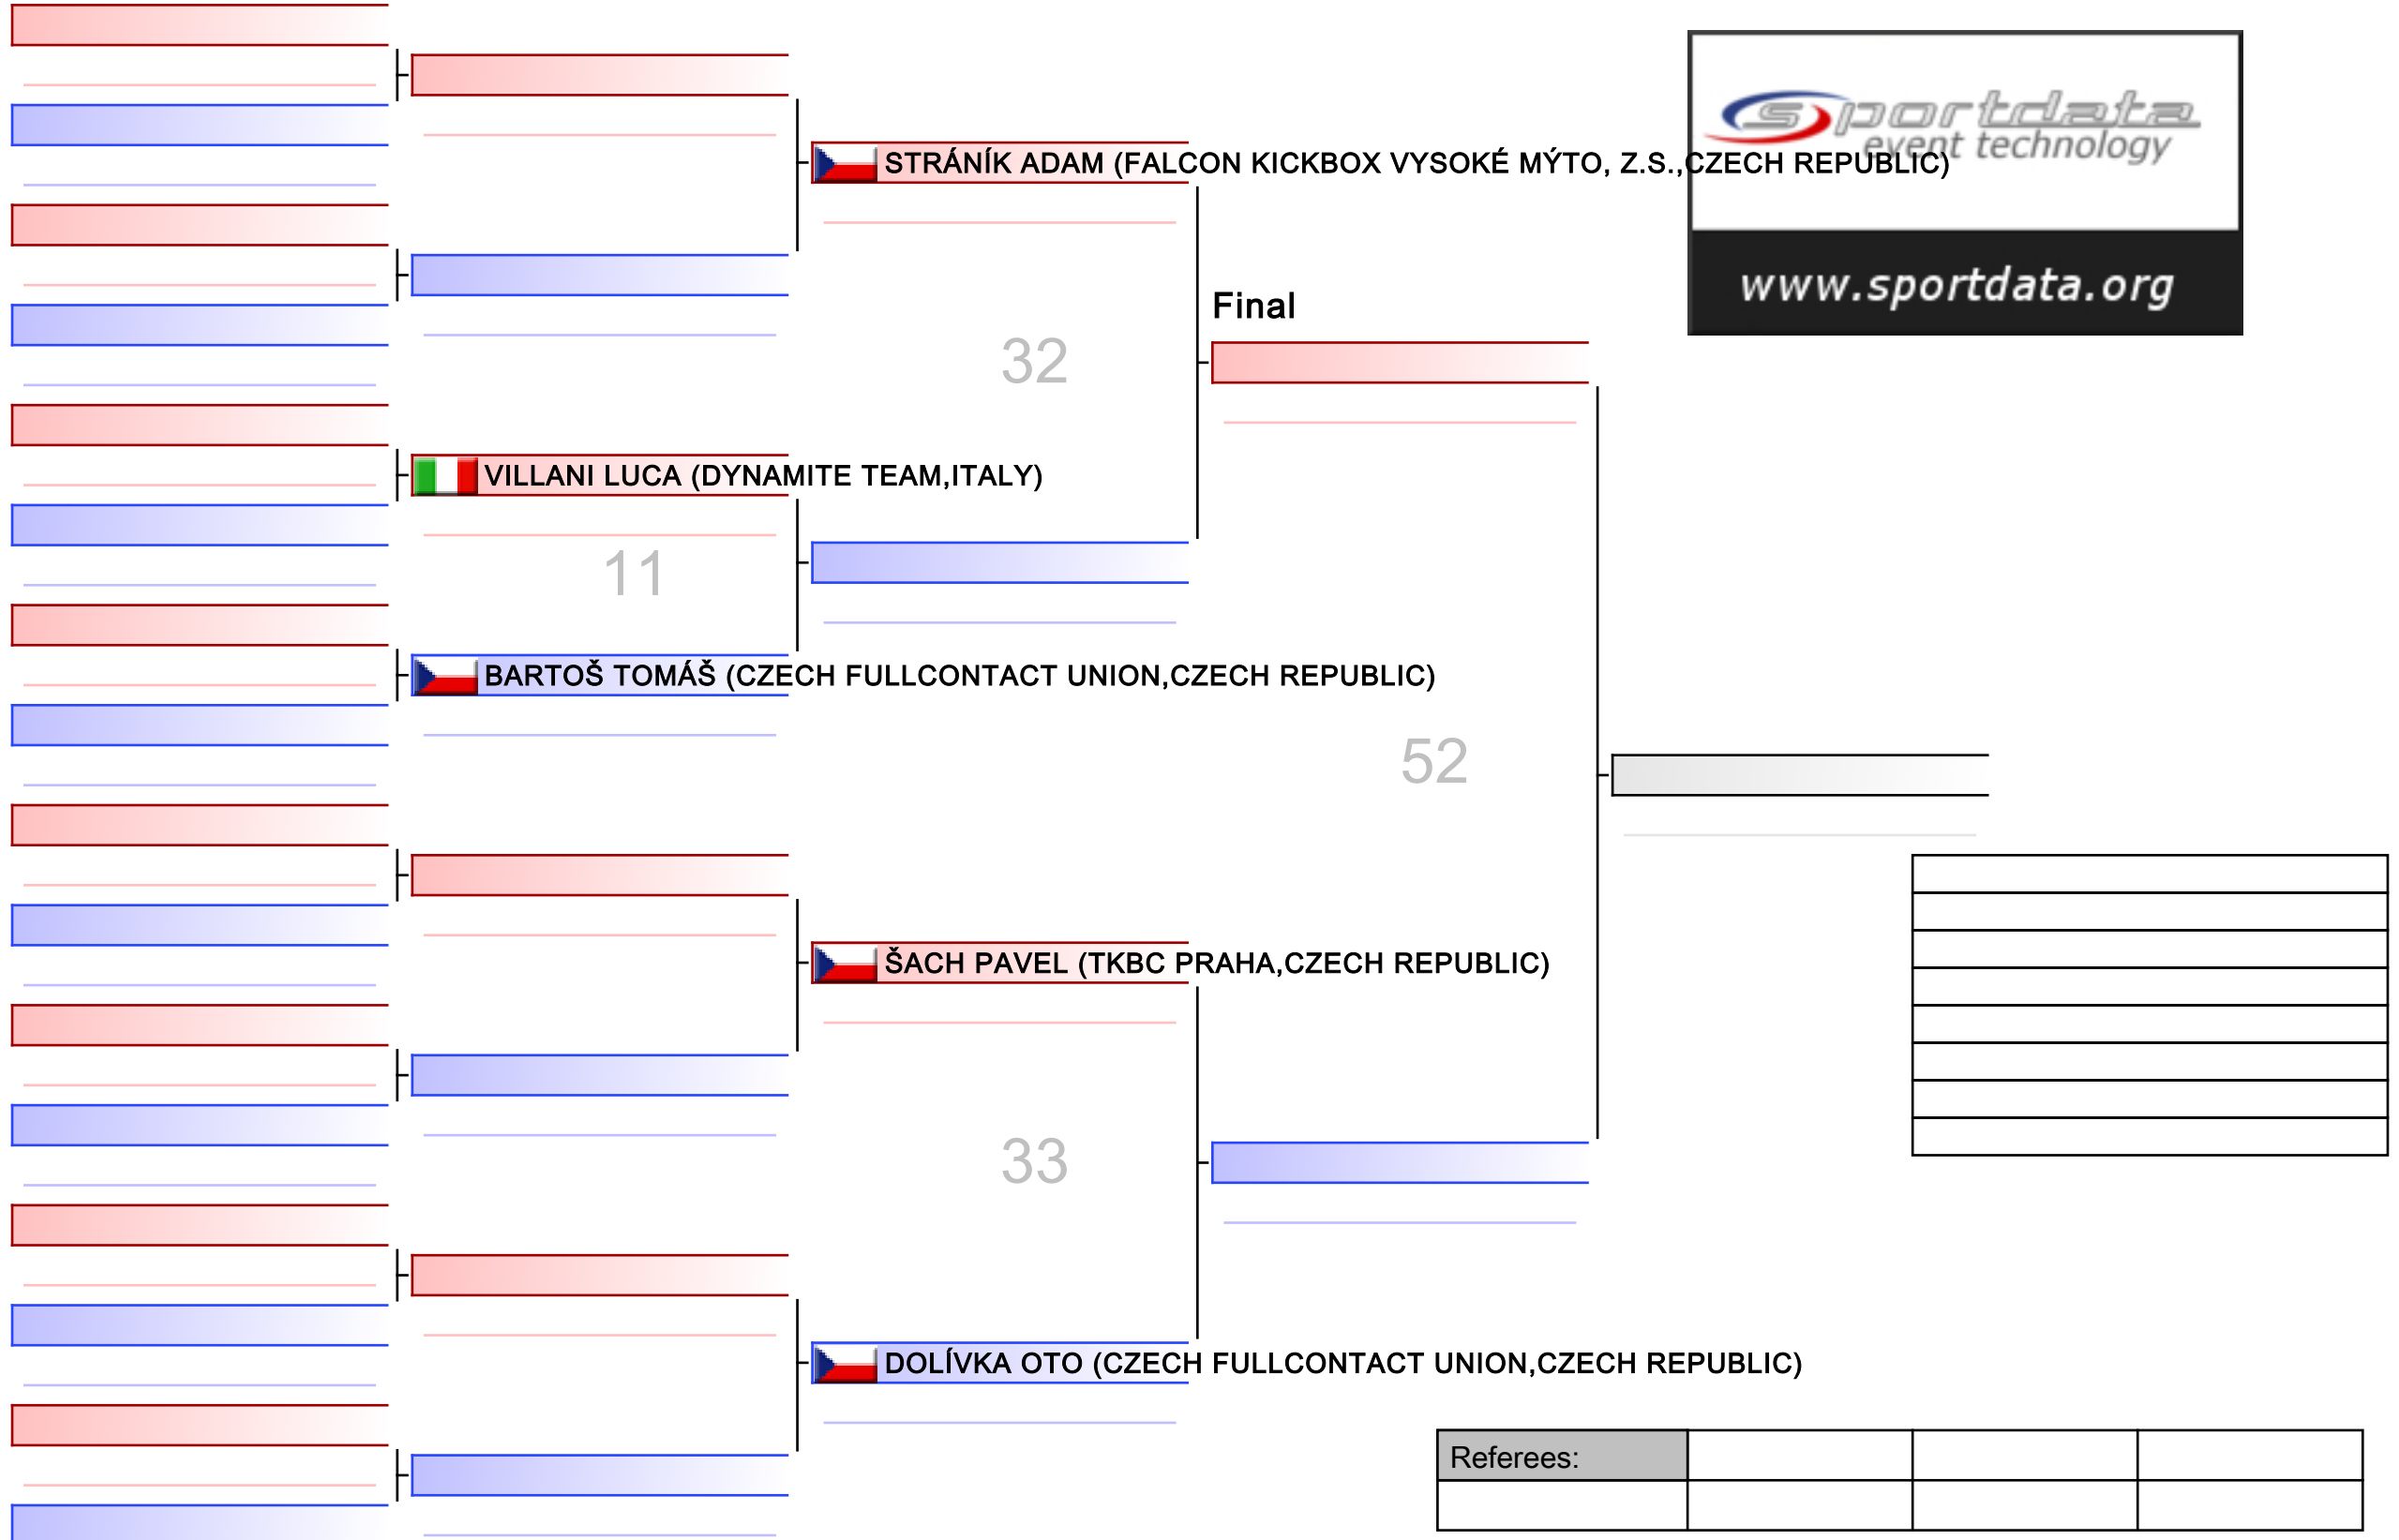 sportdata
event technology
STRÁNÍK ADAM (FALCON KICKBOX VYSOKÉ MÝTO, Z.S.,CZECH REPUBLIC)
www.sportdata.org
Final
32
VILLANI LUCA (DYNAMITE TEAM,ITALY)
11
BARTOŠ TOMÁŠ (CZECH FULLCONTACT UNION,CZECH REPUBLIC)
52
ŠACH PAVEL (TKBC PRAHA,CZECH REPUBLIC)
33
DOLÍVKA OTO (CZECH FULLCONTACT UNION,CZECH REPUBLIC)
Referees: